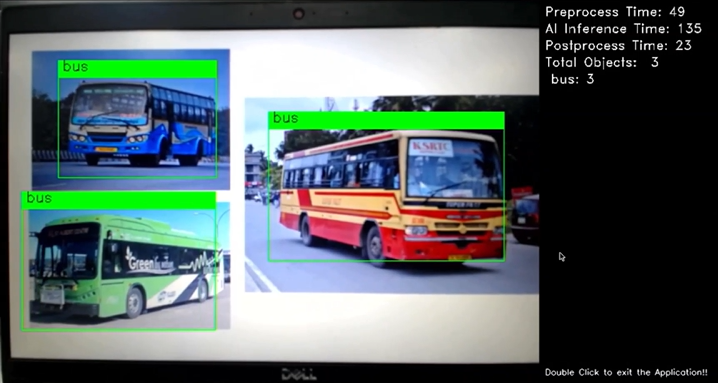 Preprocess Time: 49
AI Inference Time: 135
Postprocess Time: 23
Total Objects:  3
bus: 3
bus
bus
KSRTC
bus
Green
DELL
Double Click to exit the Application!!